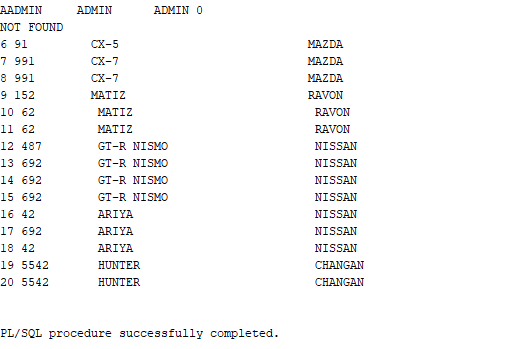 AADMIN     ADMIN      ADMIN 0
NOT FOUND
6 91         CX-5                           MAZDA
7 991        CX-7                           MAZDA
8 991        CX-7                           MAZDA
9 152        MATIZ                          RAVON
10 62         MATIZ                          RAVON
11 62         MATIZ                          RAVON
12 487        GT-R NISMO                     NISSAN
13 692        GT-R NISMO                     NISSAN
14 692        GT-R NISMO                     NISSAN
15 692        GT-R NISMO                     NISSAN
16 42         ARIYA                          NISSAN
17 692        ARIYA                          NISSAN
18 42         ARIYA                          NISSAN
19 5542       HUNTER                         CHANGAN
20 5542       HUNTER                         CHANGAN
PL/SQL procedure successfully completed.